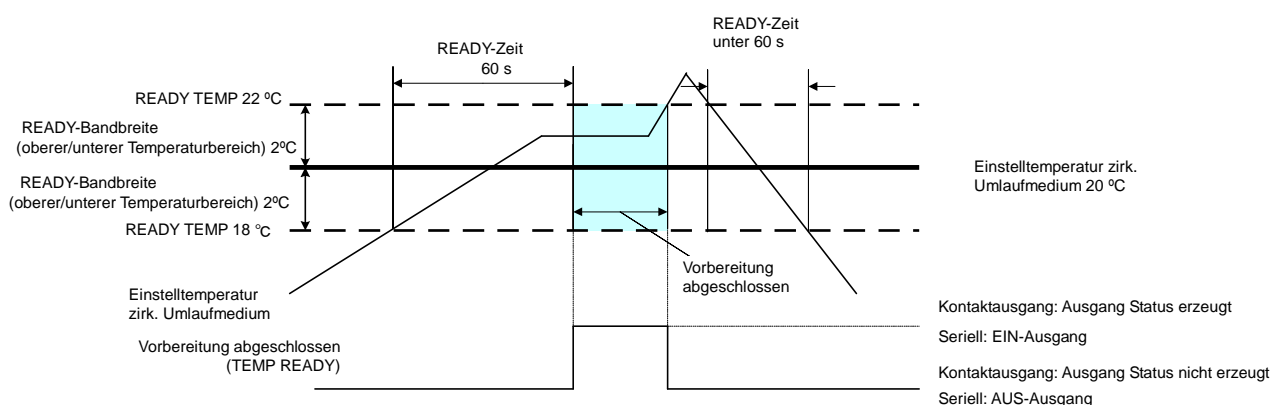 READY-Zeit
60 s
READY-Zeit
unter 60 s
READY TEMP 22 ºC
READY-Bandbreite
(oberer/unterer Temperaturbereich) 2ºC
READY-Bandbreite
(oberer/unterer Temperaturbereich) 2ºC
READY TEMP 18 °C
Einstelltemperatur zirk.
Umlaufmedium 20 ºC
Einstelltemperatur
zirk. Umlaufmedium
Vorbereitung
abgeschlossen
Vorbereitung abgeschlossen
(TEMP READY)
Kontaktausgang: Ausgang Status erzeugt
Seriell: EIN-Ausgang
Kontaktausgang: Ausgang Status nicht erzeugt
Seriell: AUS-Ausgang